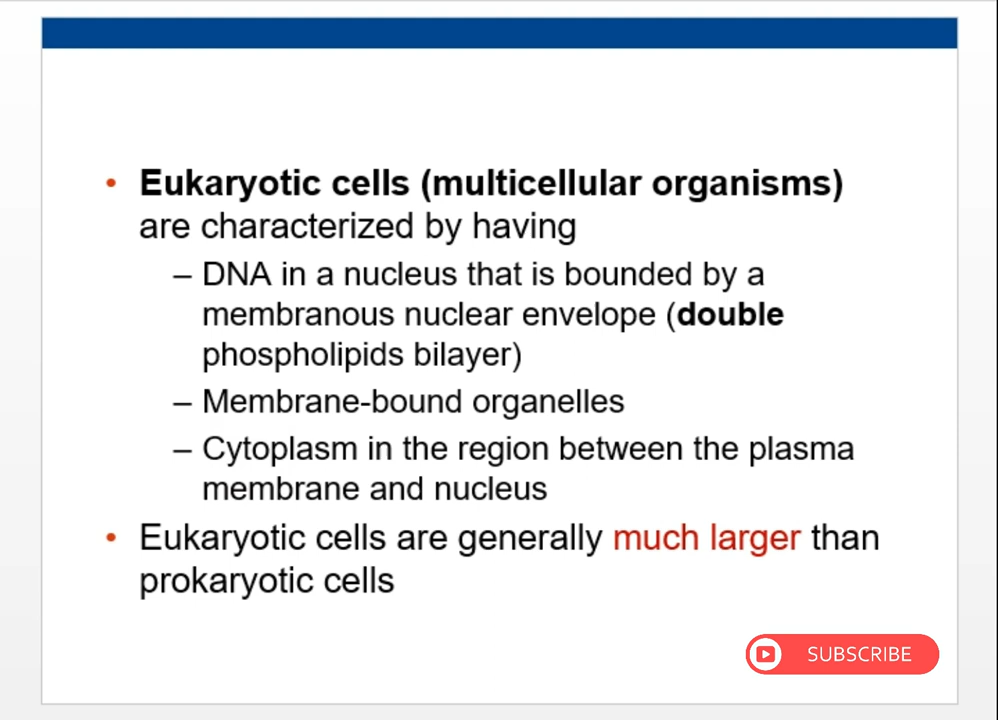 • Eukaryotic cells (multicellular organisms)
are characterized by having
– DNA in a nucleus that is bounded by a
membranous nuclear envelope (double
phospholipids bilayer)
– Membrane-bound organelles
– Cytoplasm in the region between the plasma
membrane and nucleus
• Eukaryotic cells are generally much larger than
prokaryotic cells
SUBSCRIBE